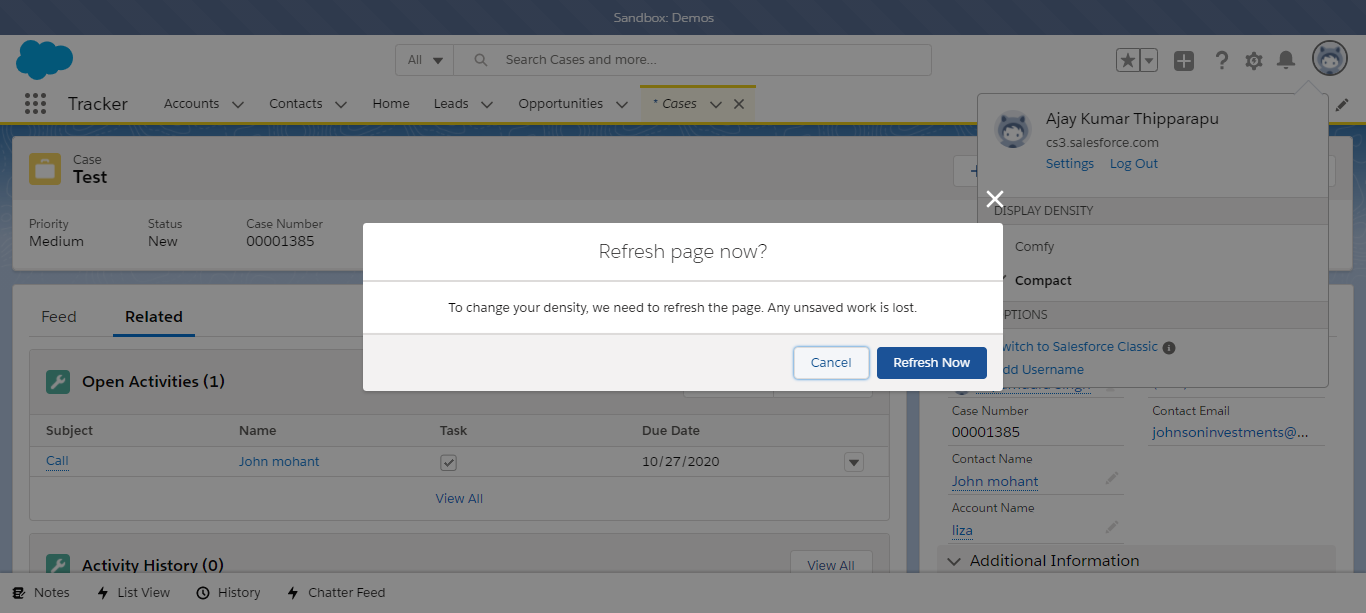 Sandbox: Demos
All Search Cases and more...
Tracker Accounts Contacts Home Leads Opportunities * Cases
Ajay Kumar Thipparapu
cs3.salesforce.com
Settings Log Out
Case
Test
DISPLAY DENSITY
Priority Status Case Number
Medium New 00001385
Comfy
Compact
Refresh page now?
To change your density, we need to refresh the page. Any unsaved work is lost.
Cancel Refresh Now
PTIONS
witch to Salesforce Classic
dd Username
Feed Related
Open Activities (1)
Subject Name Task Due Date
Call John mohant 10/27/2020
View All
Activity History (0) View All
Case Number Contact Email
00001385 johnsoninvestments@...
Contact Name
John mohant
Account Name
liza
Additional Information
Notes List View History Chatter Feed